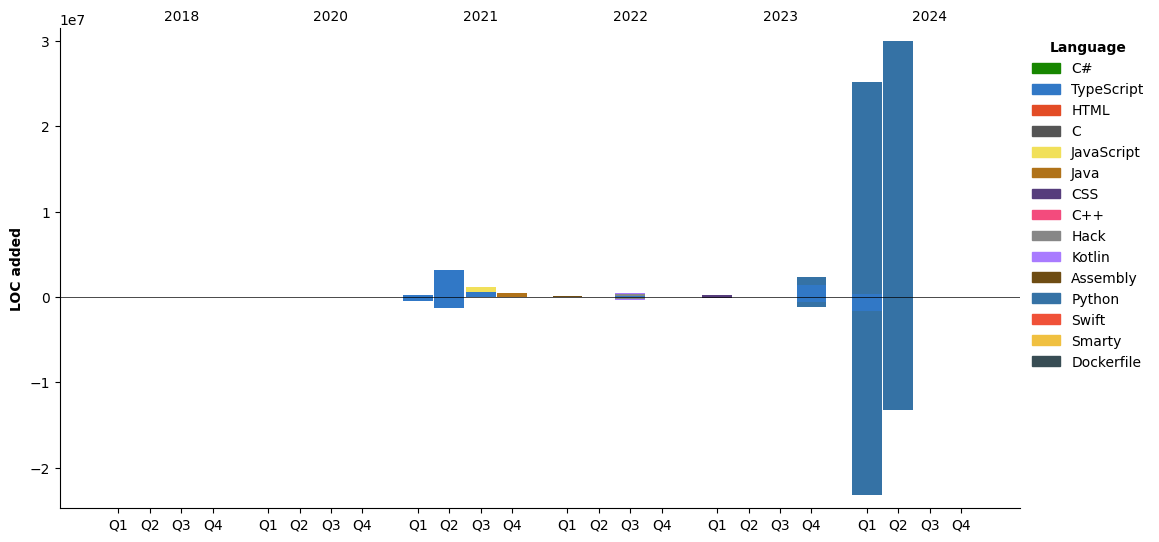 1e7
2018 2020 2021 2022 2023 2024
3
2
1
0
−1
−2
LOC added
Q1 Q2 Q3 Q4 Q1 Q2 Q3 Q4 Q1 Q2 Q3 Q4 Q1 Q2 Q3 Q4 Q1 Q2 Q3 Q4 Q1 Q2 Q3 Q4
Language
C#
TypeScript
HTML
C
JavaScript
Java
CSS
C++
Hack
Kotlin
Assembly
Python
Swift
Smarty
Dockerfile